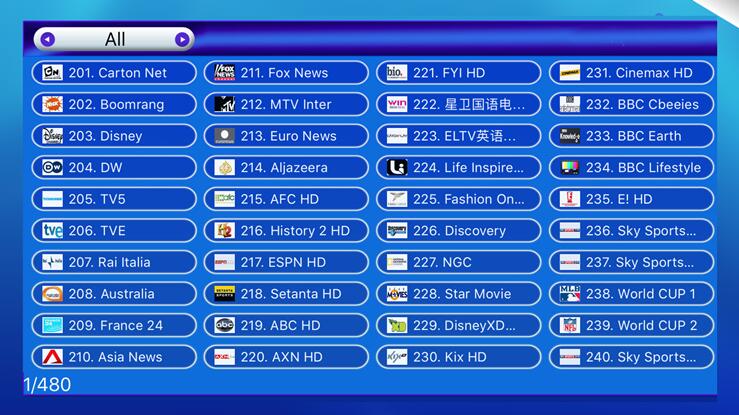 All
201. Carton Net
202. Boomrang
203. Disney
204. DW
205. TV5
206. TVE
207. Rai Italia
208. Australia
209. France 24
210. Asia News
211. Fox News
212. MTV Inter
213. Euro News
214. Aljazeera
215. AFC HD
216. History 2 HD
217. ESPN HD
218. Setanta HD
219. ABC HD
220. AXN HD
221. FYI HD
222. 星卫国语电...
223. ELTV英语...
224. Life Inspire...
225. Fashion On...
226. Discovery
227. NGC
228. Star Movie
229. DisneyXD...
230. Kix HD
231. Cinemax HD
232. BBC Cbeeies
233. BBC Earth
234. BBC Lifestyle
235. E! HD
236. Sky Sports...
237. Sky Sports...
238. World CUP 1
239. World CUP 2
240. Sky Sports...
1/480